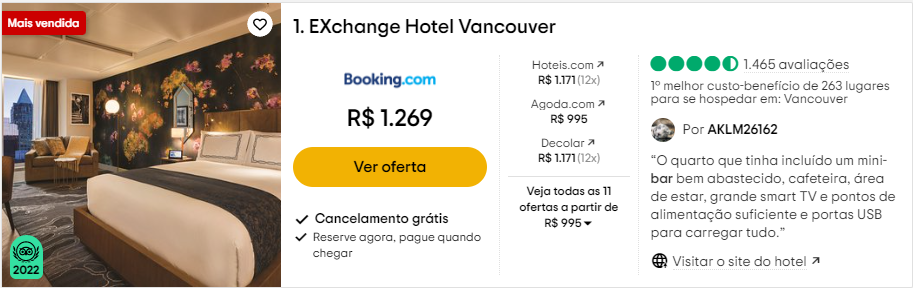 Mais vendida
2022
1. EXchange Hotel Vancouver
Booking.com
R$ 1.269
Ver oferta
Cancelamento grátis
Reserve agora, pague quando
chegar
Hoteis.com
R$ 1.171 (12x)
Agoda.com
R$ 995
Decolar
R$ 1.171 (12x)
Veja todas as 11
ofertas a partir de
R$ 995
1.465 avaliações
1º melhor custo-benefício de 263 lugares
para se hospedar em: Vancouver
Por AKLM26162
“O quarto que tinha incluído um mini-
bar bem abastecido, cafeteira, área
de estar, grande smart TV e pontos de
alimentação suficiente e portas USB
para carregar tudo.”
Visitar o site do hotel